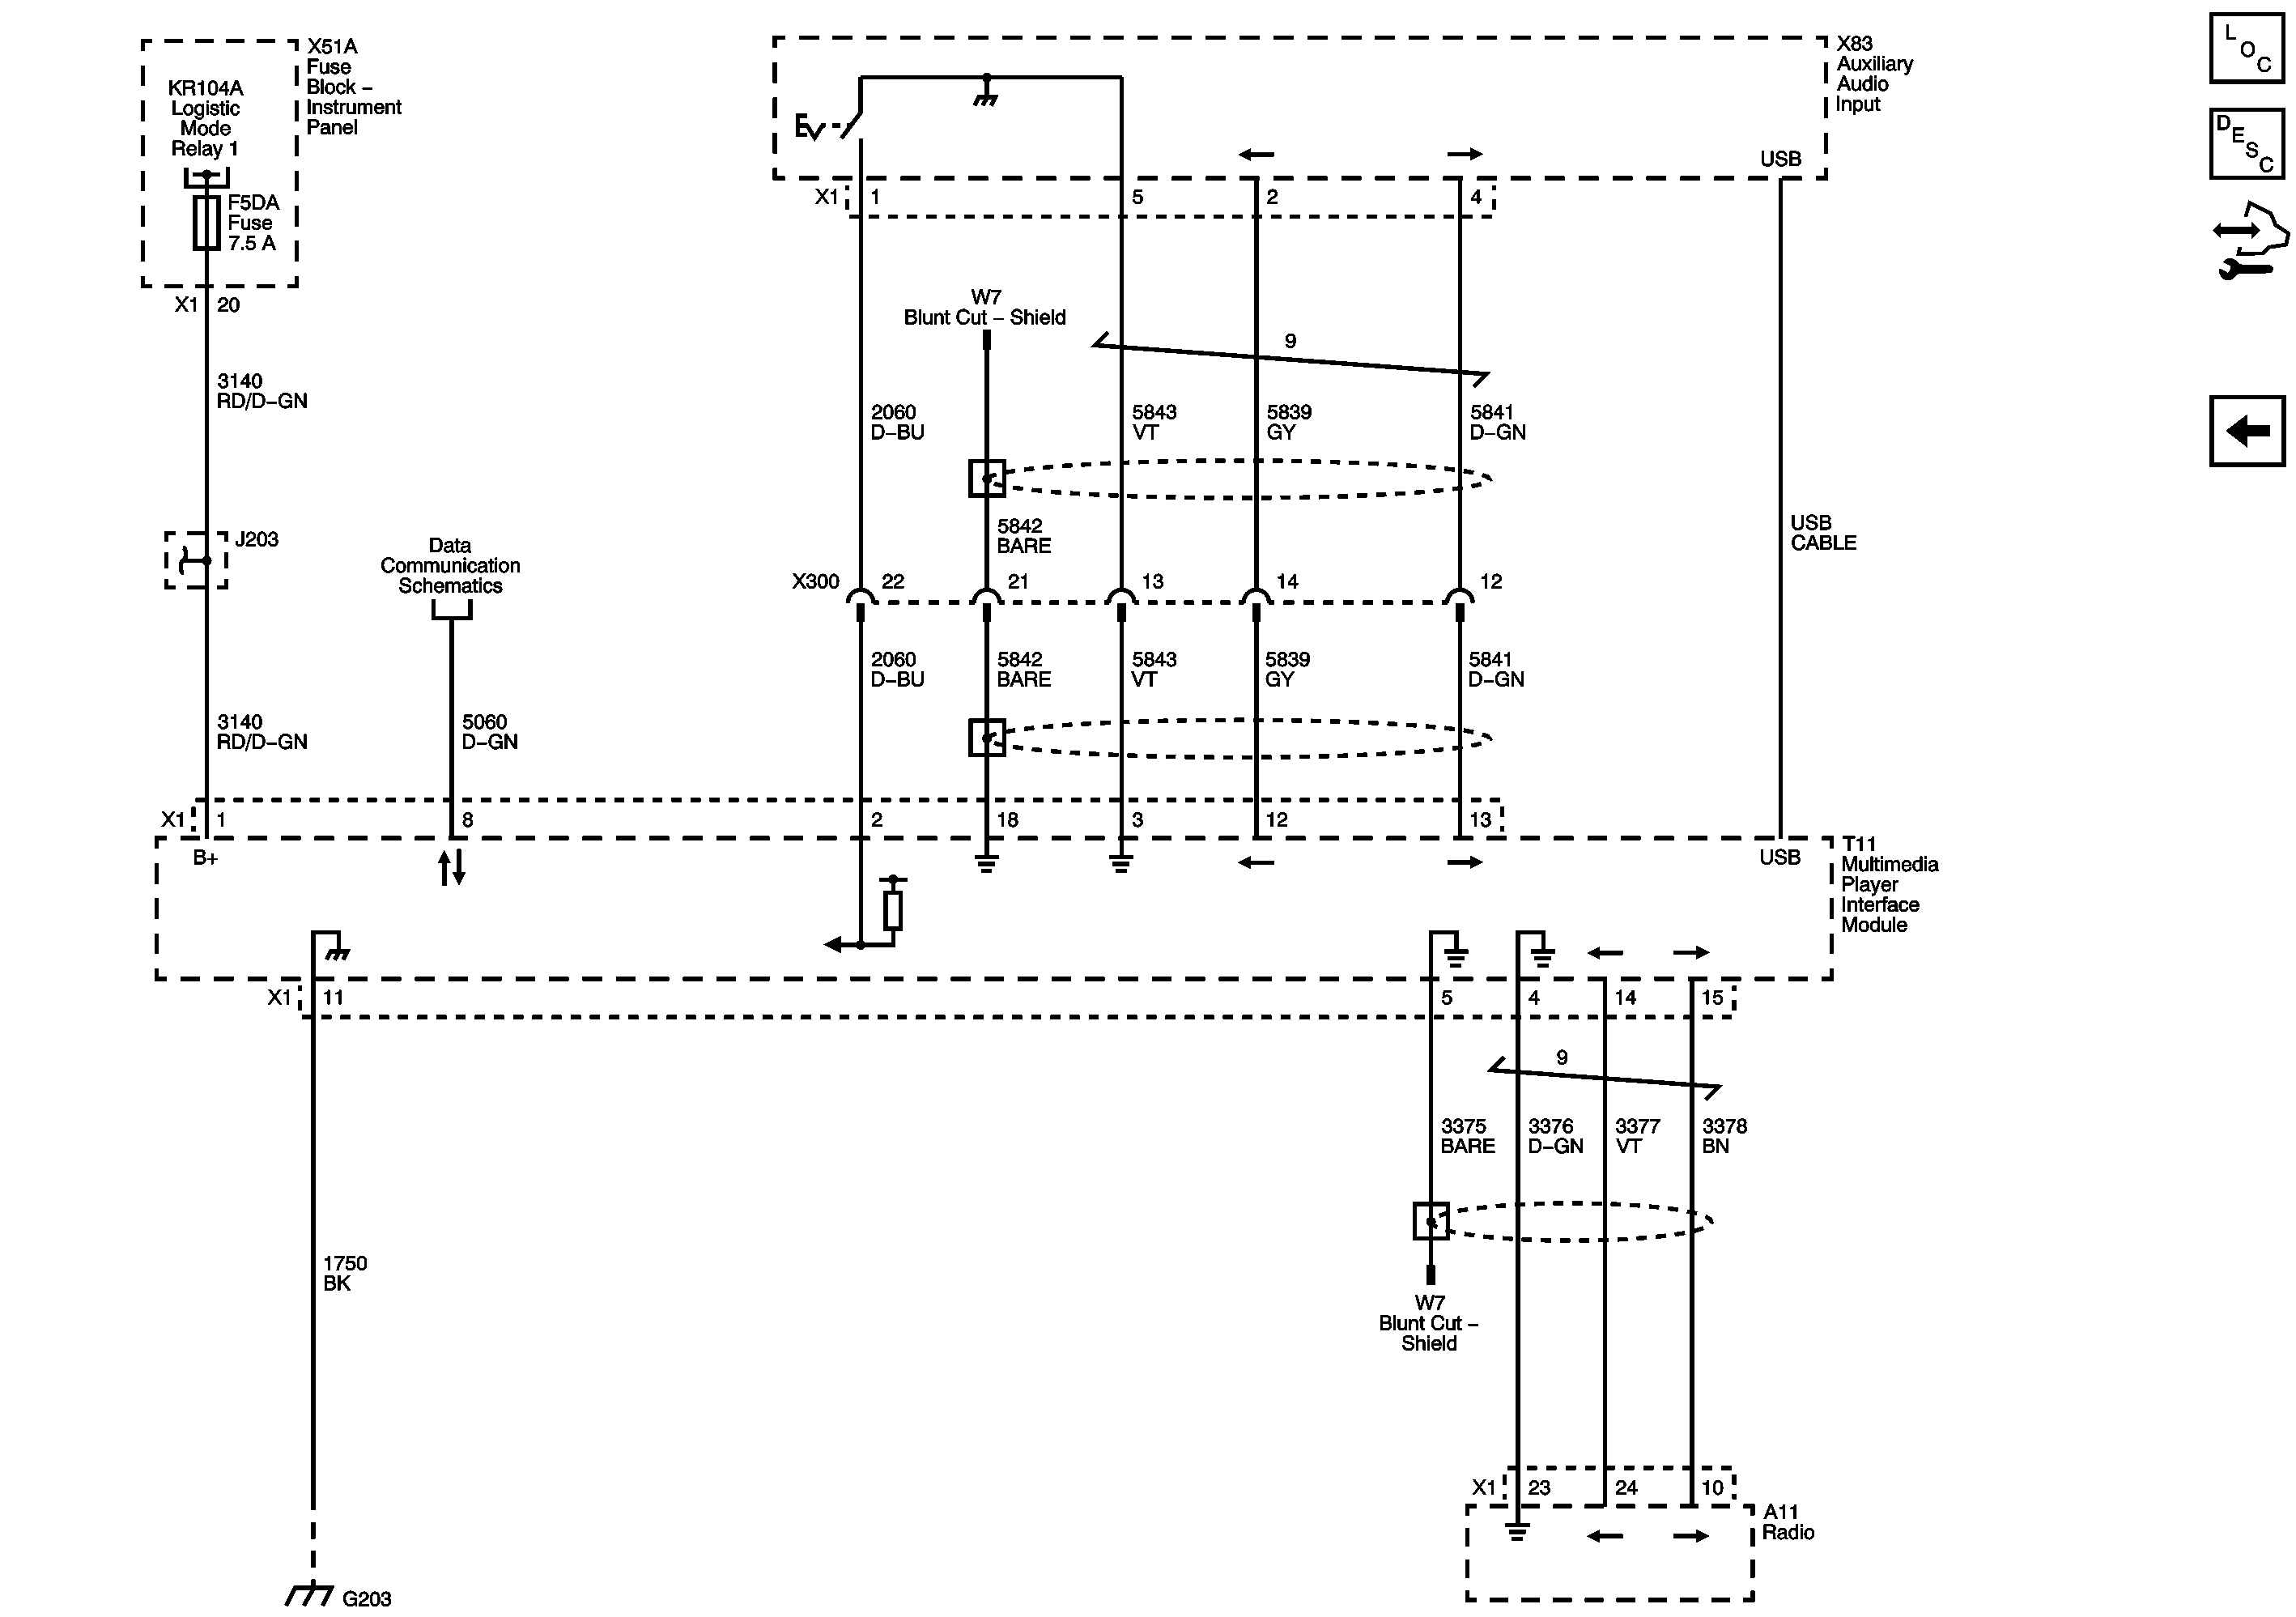 X51A
Fuse
Block –
Instrument
Panel
KR104A
Logistic
Mode
Relay 1
F5DA
Fuse
7.5 A
X1 20
3140
RD/D–GN
J203
3140
RD/D–GN
Data
Communication
Schematics
5060
D–GN
X83
Auxiliary
Audio
Input
USB
X1 1 5 2 4
W7
Blunt Cut – Shield
9
2060
D–BU
5843
VT
5839
GY
5841
D–GN
5842
BARE
USB
CABLE
X300 22 21 13 14 12
2060
D–BU
5842
BARE
5843
VT
5839
GY
5841
D–GN
X1 1 8 2 18 3 12 13
B+
USB
T11
Multimedia
Player
Interface
Module
X1 11 5 4 14 15
9
3375
BARE
3376
D–GN
3377
VT
3378
BN
1750
BK
W7
Blunt Cut –
Shield
X1 23 24 10
A11
Radio
G203
L
O
C
D
E
S
C